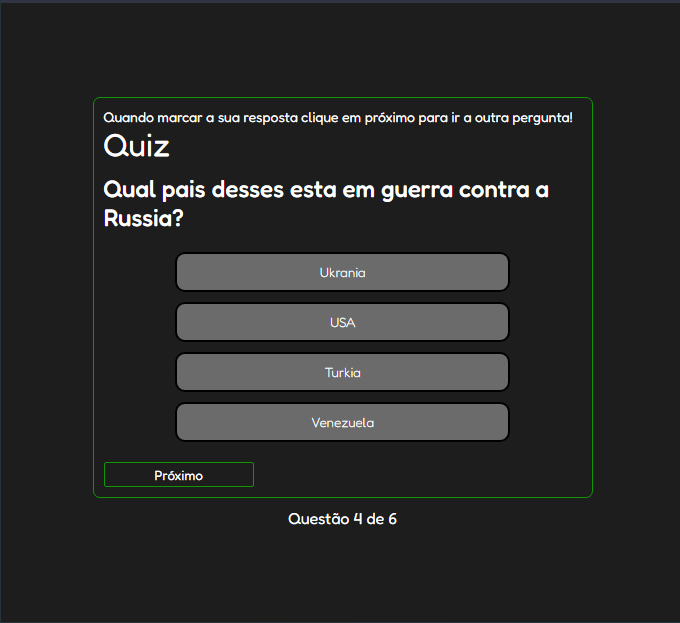 Quando marcar a sua resposta clique em próximo para ir a outra pergunta!
Quiz
Qual pais desses esta em guerra contra a
Russia?
Ukrania
USA
Turkia
Venezuela
Próximo
Questão 4 de 6